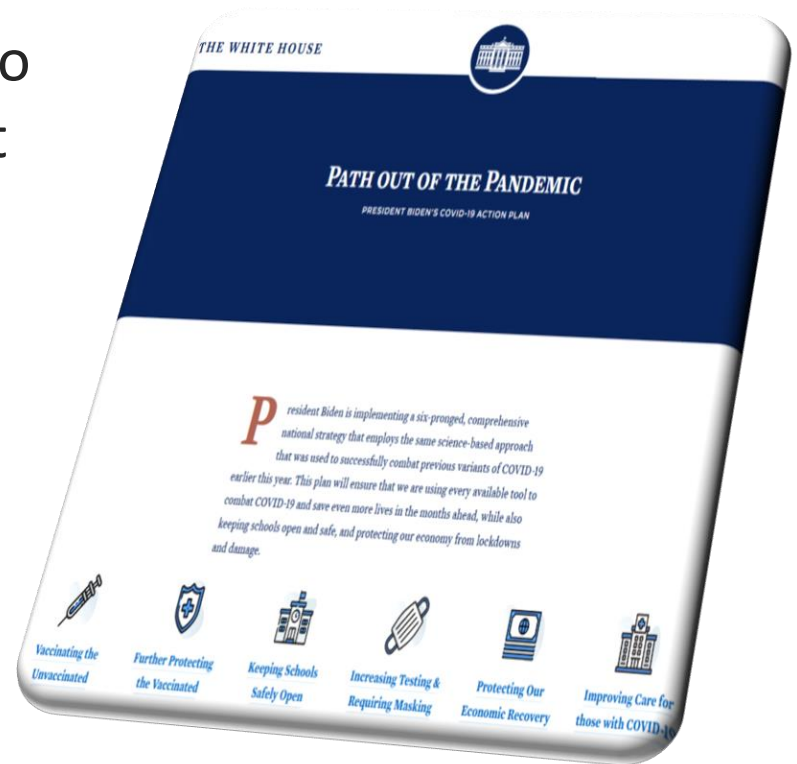 o
t
THE WHITE HOUSE
PATH OUT OF THE PANDEMIC
PRESIDENT BIDEN'S COVID-19 ACTION PLAN
President Biden is implementing a six-pronged, comprehensive
national strategy that employs the same science-based approach
that was used to successfully combat previous variants of COVID-19
earlier this year. This plan will ensure that we are using every available tool to
combat COVID-19 and save even more lives in the months ahead, while also
keeping schools open and safe, and protecting our economy from lockdowns
and damage.
Vaccinating the
Unvaccinated
Further Protecting
the Vaccinated
Keeping Schools
Safely Open
Increasing Testing &
Requiring Masking
Protecting Our
Economic Recovery
Improving Care for
those with COVID-19